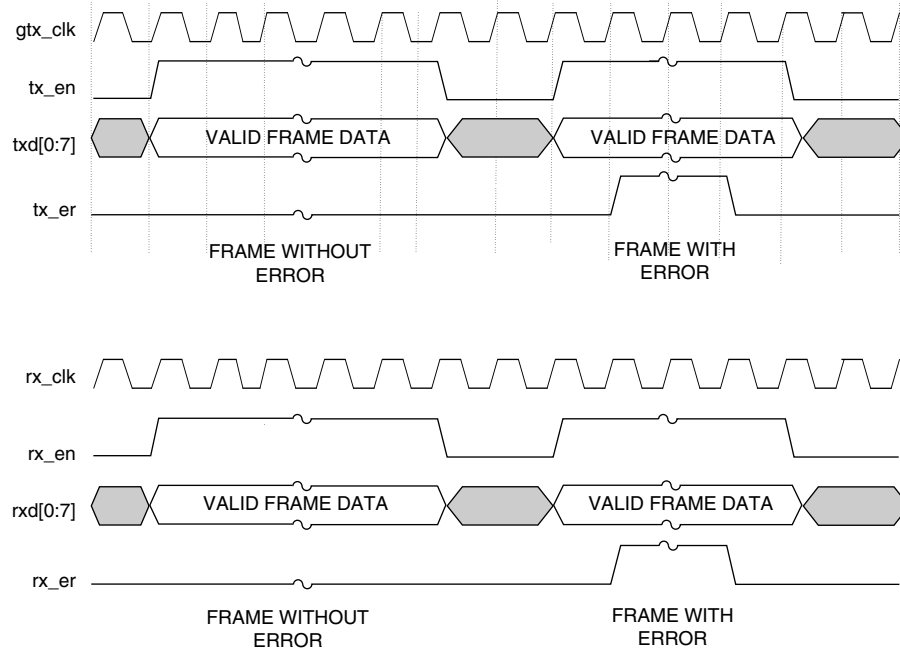 gtx_clk
tx_en
txd[0:7]
VALID FRAME DATA
VALID FRAME DATA
tx_er
FRAME WITHOUT
ERROR
FRAME WITH
ERROR
rx_clk
rx_en
rxd[0:7]
VALID FRAME DATA
VALID FRAME DATA
rx_er
FRAME WITHOUT
ERROR
FRAME WITH
ERROR